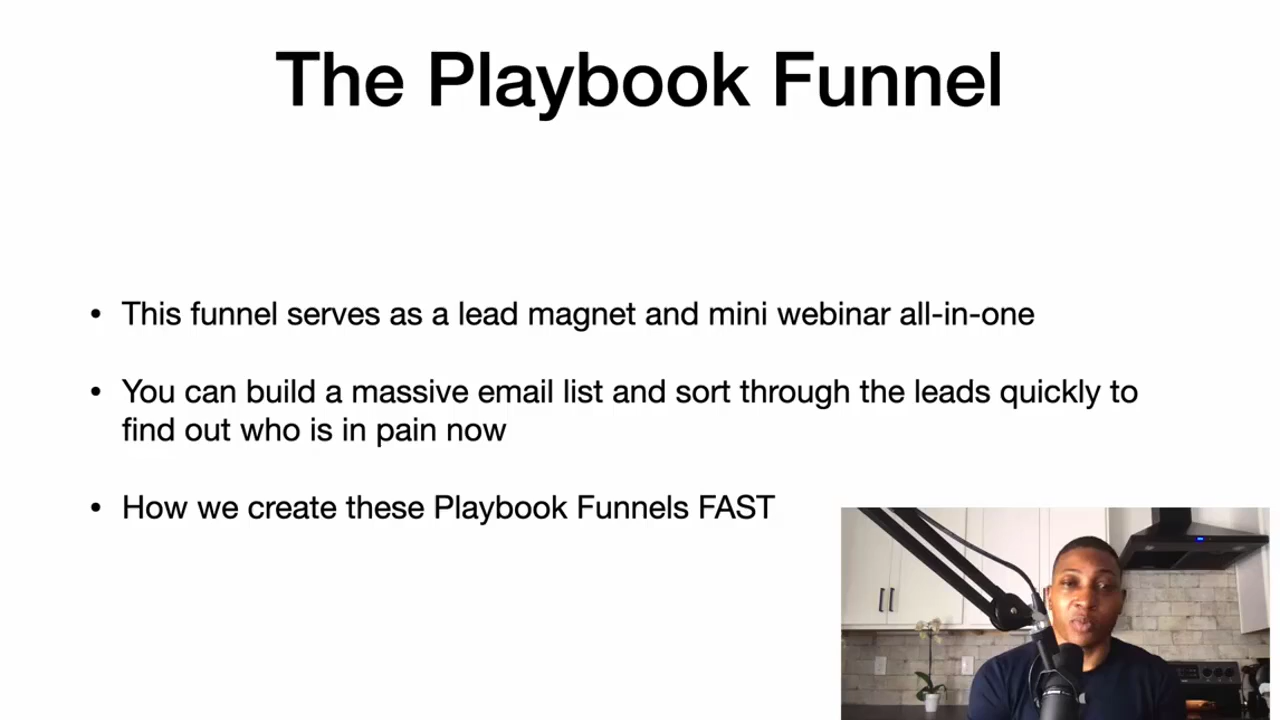 The Playbook Funnel
• This funnel serves as a lead magnet and mini webinar all-in-one
• You can build a massive email list and sort through the leads quickly to
find out who is in pain now
• How we create these Playbook Funnels FAST